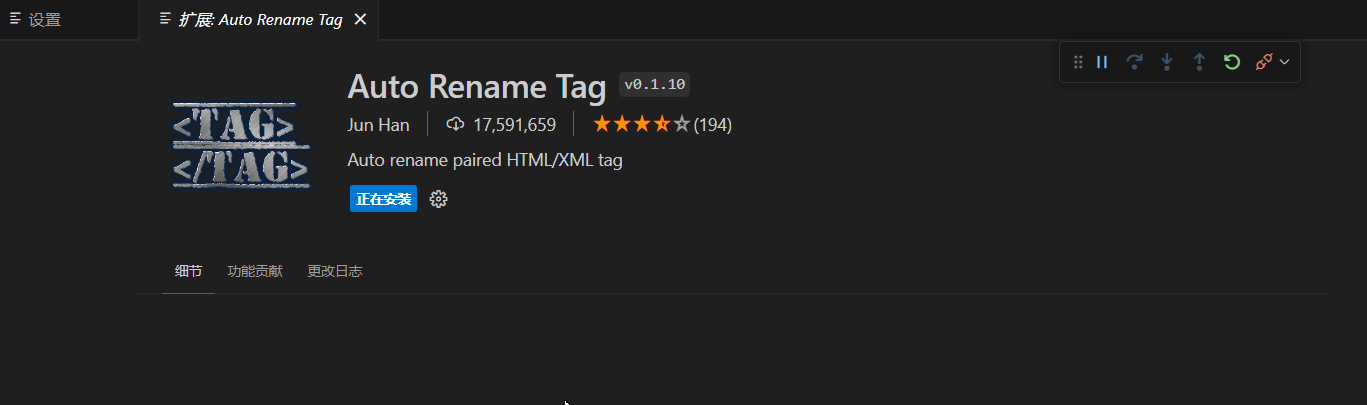 设置
扩展: Auto Rename Tag
Auto Rename Tag v0.1.10
<TAG>
</TAG>
Jun Han 17,591,659 (194)
Auto rename paired HTML/XML tag
正在安装
细节 功能贡献 更改日志